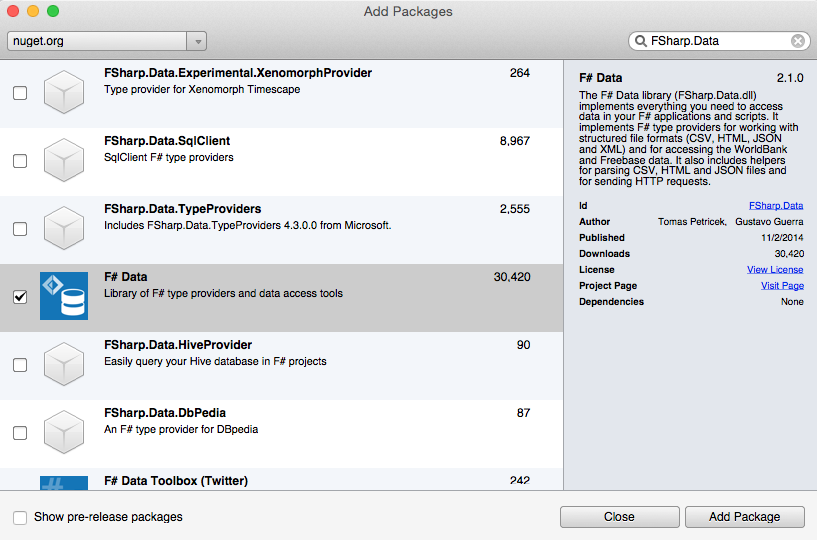 Add Packages
nuget.org
FSharp.Data
FSharp.Data.Experimental.XenomorphProvider 264
Type provider for Xenomorph Timescape
FSharp.Data.SqlClient 8,967
SqlClient F# type providers
FSharp.Data.TypeProviders 2,555
Includes FSharp.Data.TypeProviders 4.3.0.0 from Microsoft.
F# Data 30,420
Library of F# type providers and data access tools
FSharp.Data.HiveProvider 90
Easily query your Hive database in F# projects
FSharp.Data.DbPedia 87
An F# type provider for DBpedia
F# Data Toolbox (Twitter) 242
F# Data 2.1.0
The F# Data library (FSharp.Data.dll)
implements everything you need to access
data in your F# applications and scripts. It
implements F# type providers for working with
structured file formats (CSV, HTML, JSON
and XML) and for accessing the WorldBank
and Freebase data. It also includes helpers
for parsing CSV, HTML and JSON files and
for sending HTTP requests.
Id FSharp.Data
Author Tomas Petricek, Gustavo Guerra
Published 11/2/2014
Downloads 30,420
License View License
Project Page Visit Page
Dependencies None
Show pre-release packages
Close
Add Package